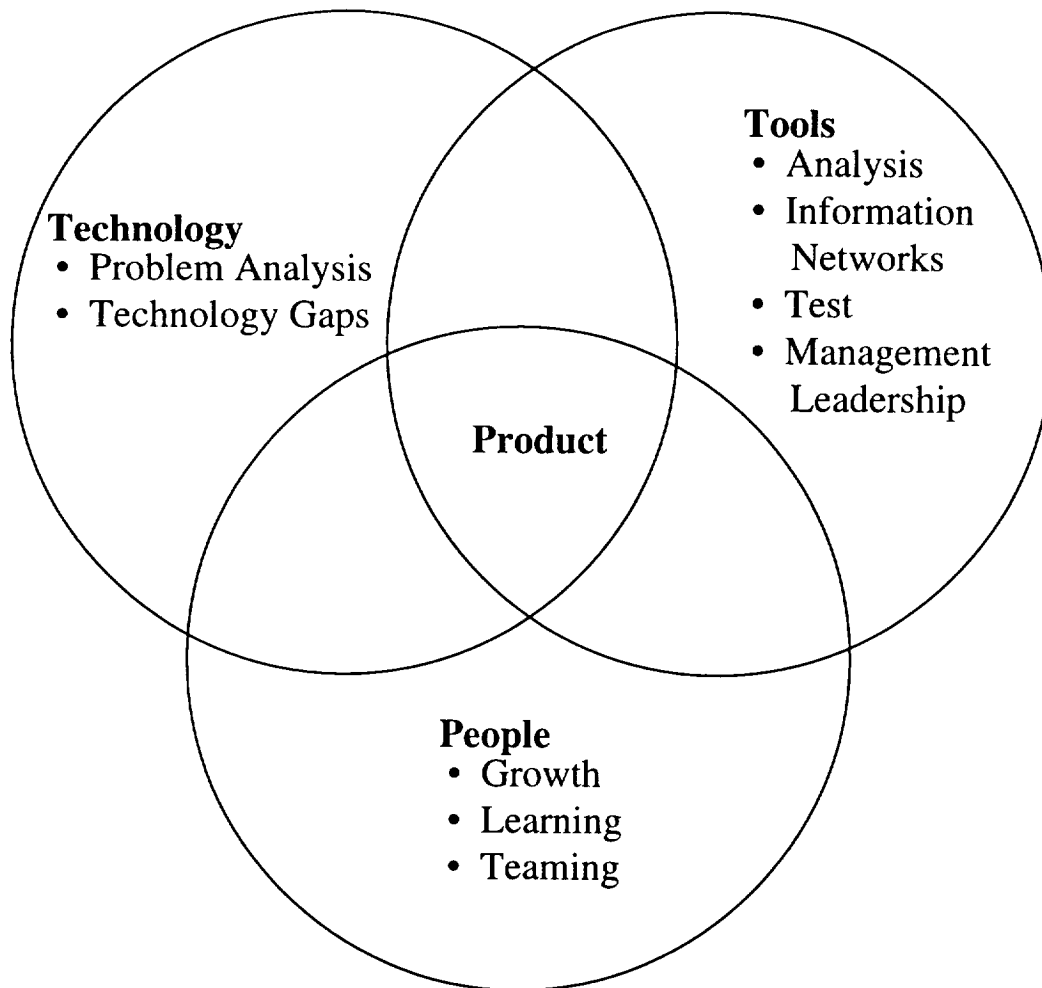 Technology
• Problem Analysis
• Technology Gaps
Tools
• Analysis
• Information
Networks
• Test
• Management
Leadership
Product
People
• Growth
• Learning
• Teaming